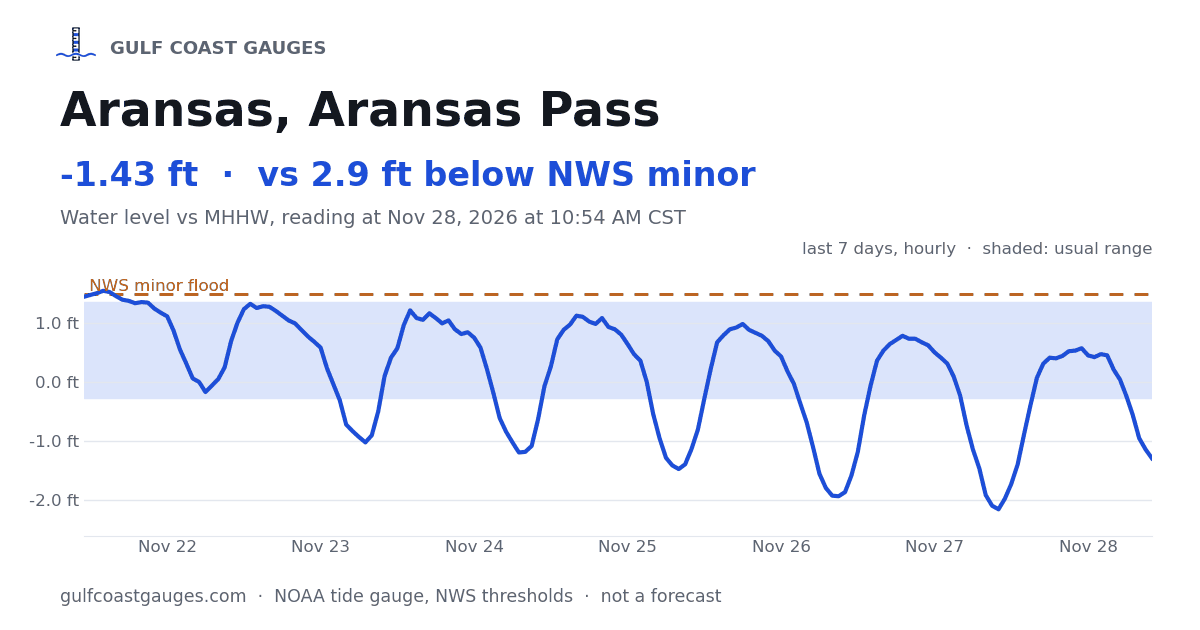 GULF COAST GAUGES
Aransas, Aransas Pass
-1.43 ft · vs 2.9 ft below NWS minor
Water level vs MHHW, reading at Nov 28, 2026 at 10:54 AM CST
last 7 days, hourly · shaded: usual range
NWS minor flood
1.0 ft
0.0 ft
-1.0 ft
-2.0 ft
Nov 22 Nov 23 Nov 24 Nov 25 Nov 26 Nov 27 Nov 28
gulfcoastgauges.com · NOAA tide gauge, NWS thresholds · not a forecast